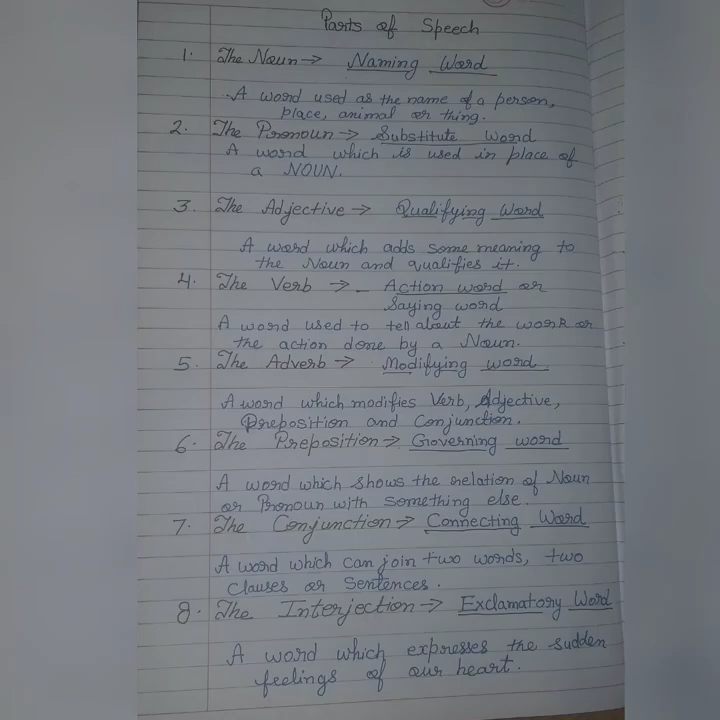 Parts of Speech
1. The Noun → Naming Word
A word used as the name of a person,
place, animal or thing.
2. The Pronoun → Substitute Word
A word which is used in place of
a NOUN.
3. The Adjective → Qualifying Word
A word which adds some meaning to
the Noun and qualifies it.
4. The Verb → - Action word or
Saying word
A word used to tell about the work or
the action done by a Noun.
5. The Adverb → Modifying word
A word which modifies Verb, Adjective,
Preposition and Conjunction.
6. The Preposition → Governing word
A word which shows the relation of Noun
or Pronoun with something else.
7. The Conjunction → Connecting Word
A word which can join two words, two
Clauses or Sentences.
8. The Interjection → Exclamatory Word
A word which expresses the sudden
feelings of our heart.